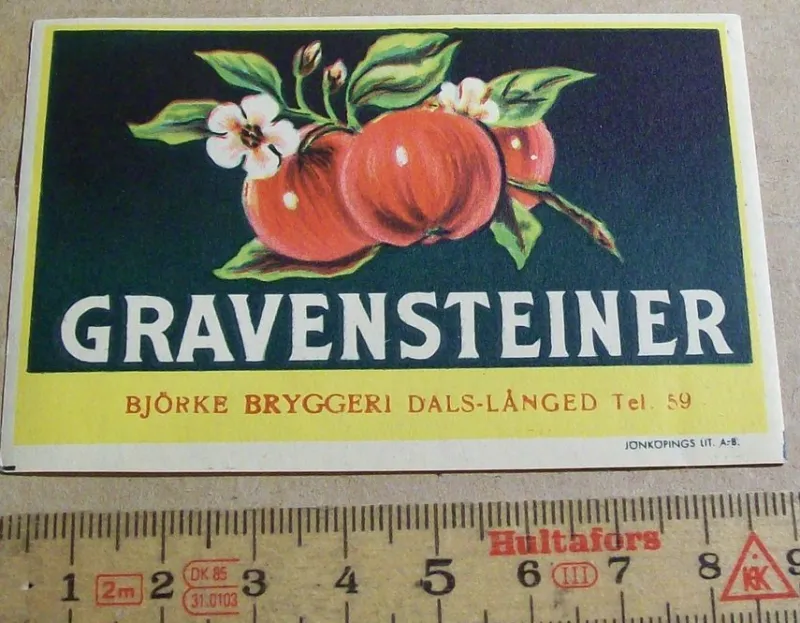 GRAVENSTEINER
BJÖRKE BRYGGERI DALS-LÅNGED Tel. 59
JÖNKÖPINGS LIT. A.-B.
Hultafors
1 2m 2 DK 85 3 4 5 6 III 7 8 KK 9
31.0103